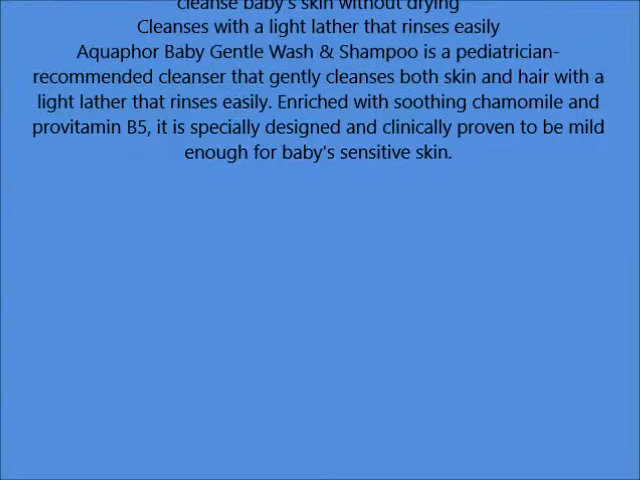 cleanse baby's skin without drying
Cleanses with a light lather that rinses easily
Aquaphor Baby Gentle Wash & Shampoo is a pediatrician-
recommended cleanser that gently cleanses both skin and hair with a
light lather that rinses easily. Enriched with soothing chamomile and
provitamin B5, it is specially designed and clinically proven to be mild
enough for baby's sensitive skin.